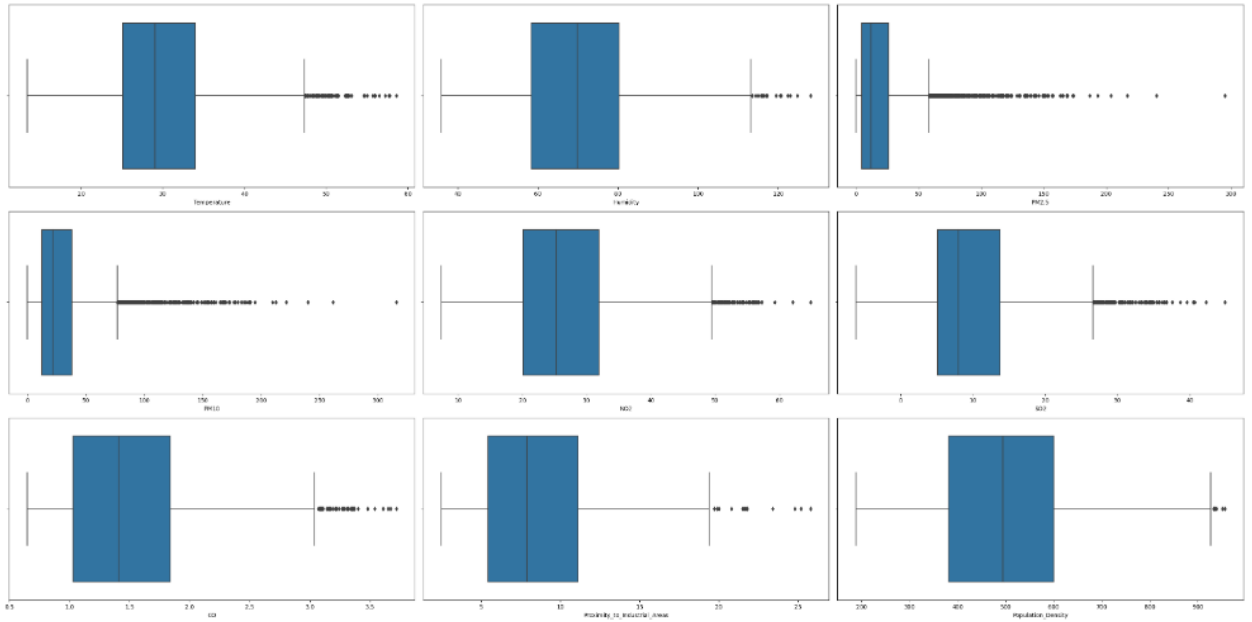 20 30 40 50 60
Temperature
40 60 80 100 120
Humidity
0 50 100 150 200 250 300
PM2.5
0 50 100 150 200 250 300
PM10
10 20 30 40 50 60
NO2
0 10 20 30 40
SO2
0.5 1.0 1.5 2.0 2.5 3.0 3.5
CO
5 10 15 20 25
Proximity_to_Industrial_Areas
200 300 400 500 600 700 800 900
Population_Density